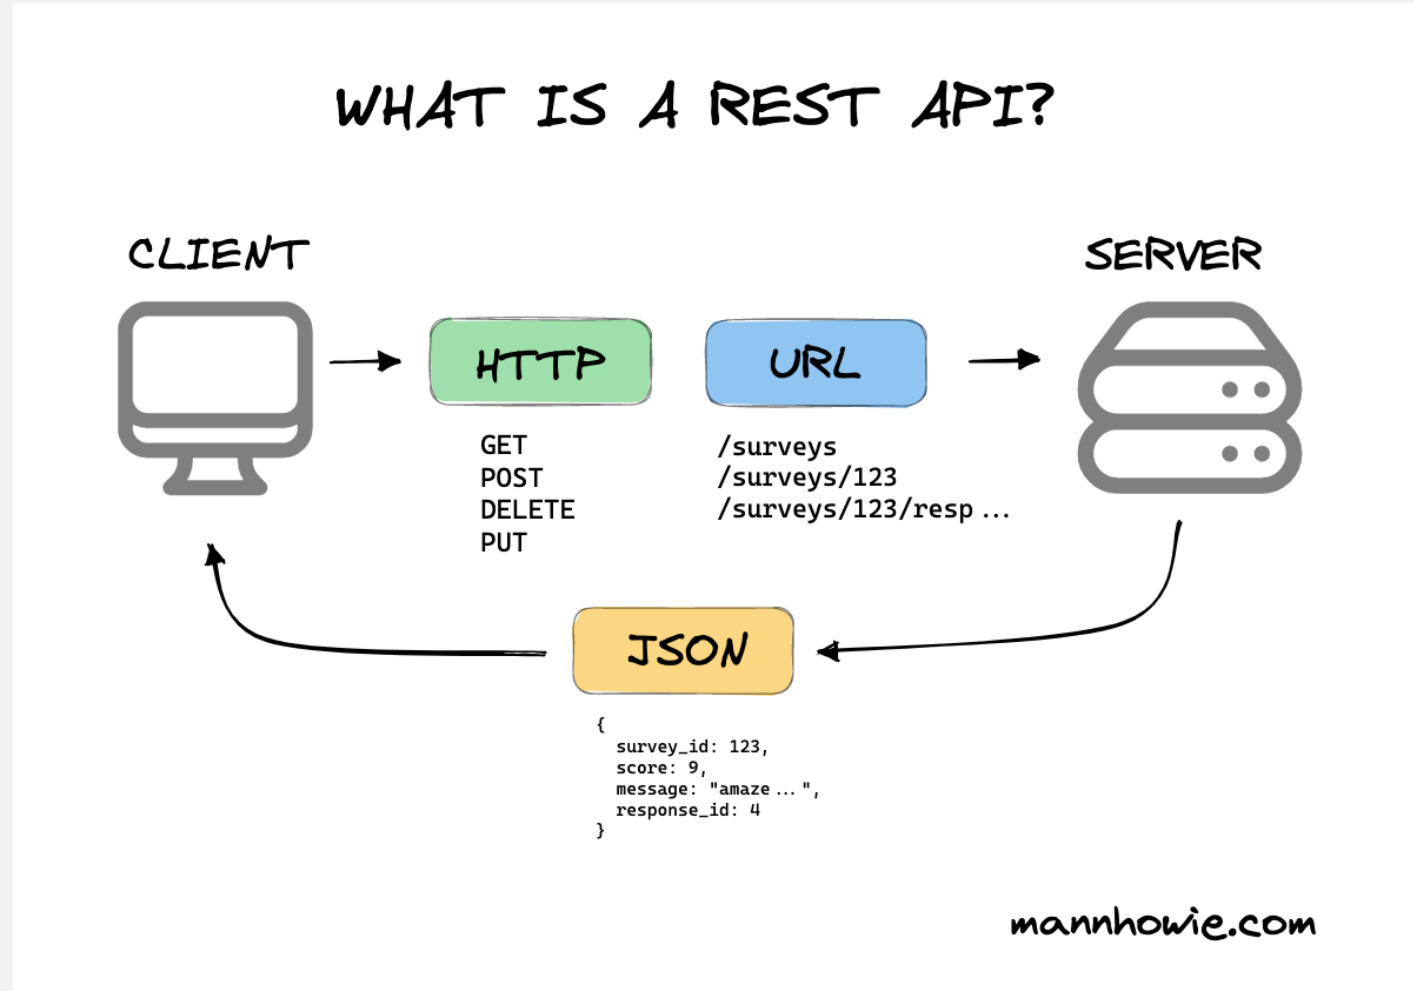 WHAT IS A REST API?
CLIENT
SERVER
HTTP
URL
GET
POST
DELETE
PUT
/surveys
/surveys/123
/surveys/123/resp...
JSON
{
survey_id: 123,
score: 9,
message: "amaze...",
response_id: 4
}
mannhowie.com